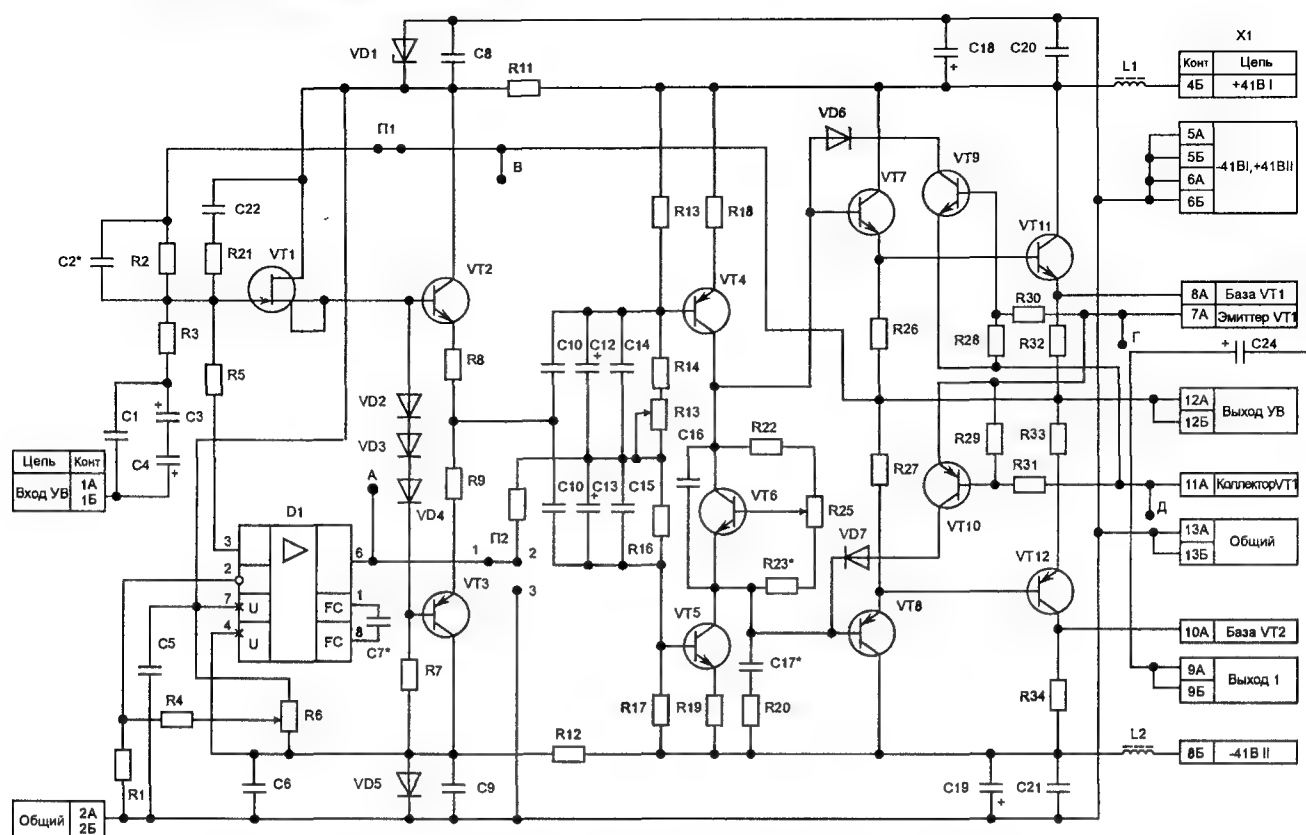 VD1
C8
C18
C20
X1
R11
L1
Конт Цепь
4Б +41В I
П1
В
VD6
VT9
5А
5Б
6А
6Б
-41ВI,+41ВII
C22
R13
R18
VT7
C2*
R2
R21
VT1
VT2
VT4
VT11
R3
R30
8А База VT1
7А Эмиттер VT1
Г
R5
R8
C10
C12
+
C14
R14
R26
R28
R32
+
C24
C1
+
C3
VD2
R13
12А
12Б
Выход УВ
C4
+
VD3
R9
C16
R22
R29
R33
Цепь Конт
Вход УВ
1А
1Б
А
C10
C13
+
C15
R27
R31
11А КоллекторVT1
Д
VD4
VT6
R25
VT10
D1
П2
VD7
13А
13Б
Общий
3
6
1
2
R16
R23*
VT12
2
VT3
3
7
U
FC
1
VT5
VT8
4
U
FC
8
10А База VT2
C5
C7*
R7
C17*
9А
9Б
Выход 1
R4
R6
R17
R19
R20
R34
R12
L2
8Б -41В II
R1
C6
VD5
C9
C19
+
C21
Общий
2А
2Б